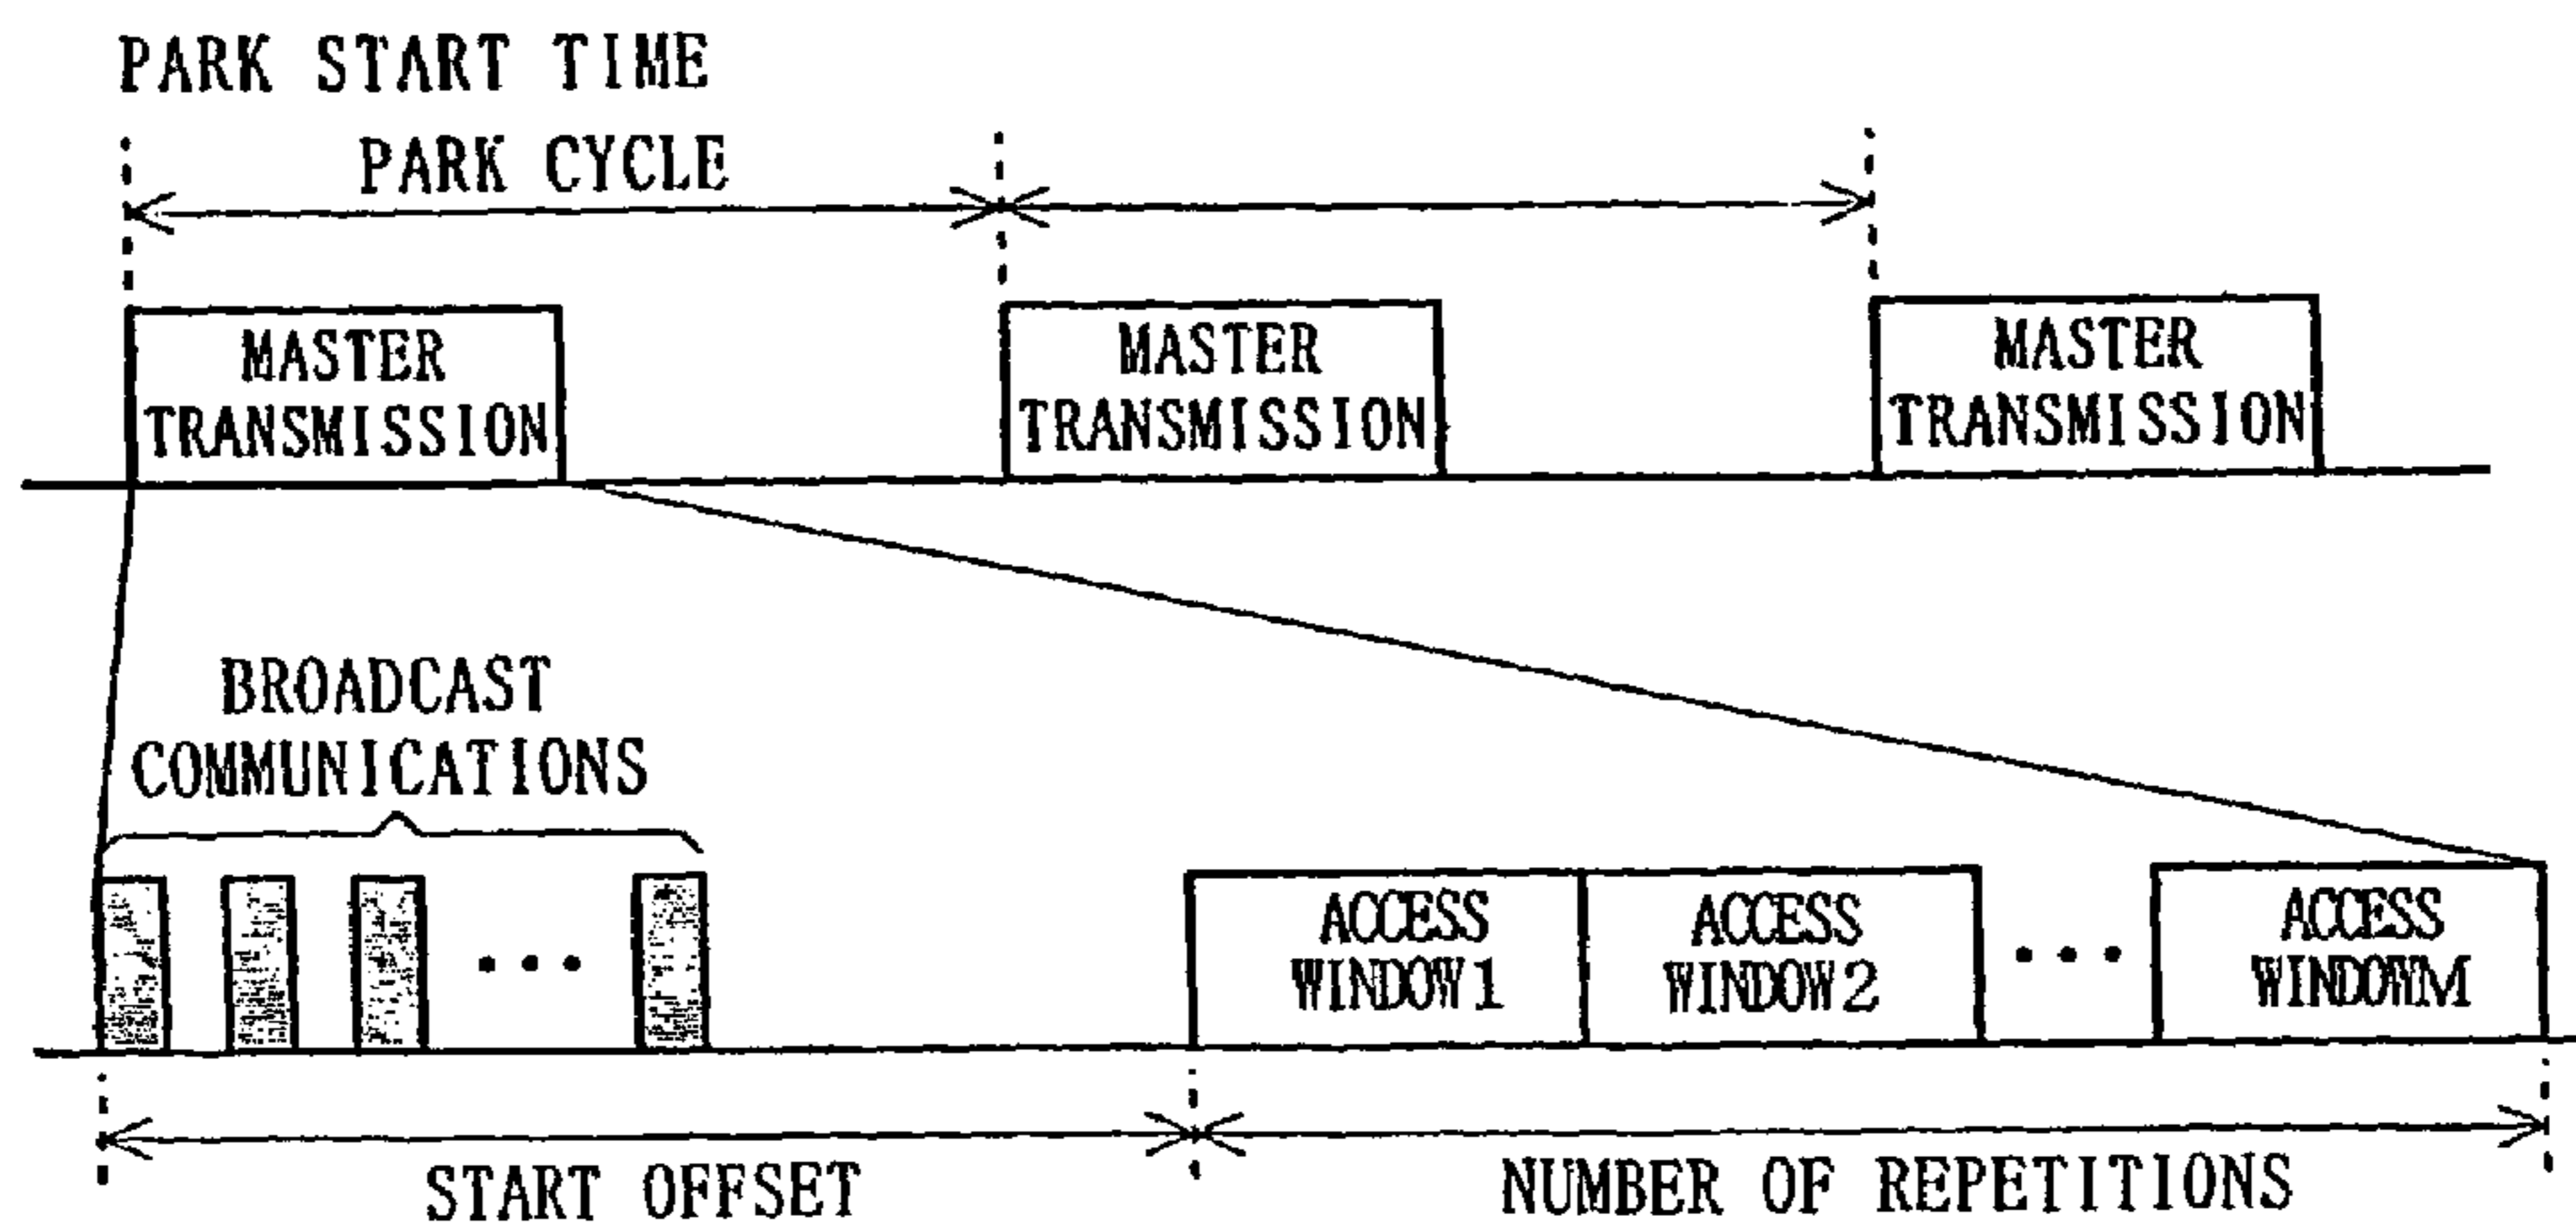 PARK START TIME
PARK CYCLE
MASTER
TRANSMISSION
MASTER
TRANSMISSION
MASTER
TRANSMISSION
BROADCAST
COMMUNICATIONS
ACCESS
WINDOW1
ACCESS
WINDOW2
ACCESS
WINDOWM
START OFFSET
NUMBER OF REPETITIONS